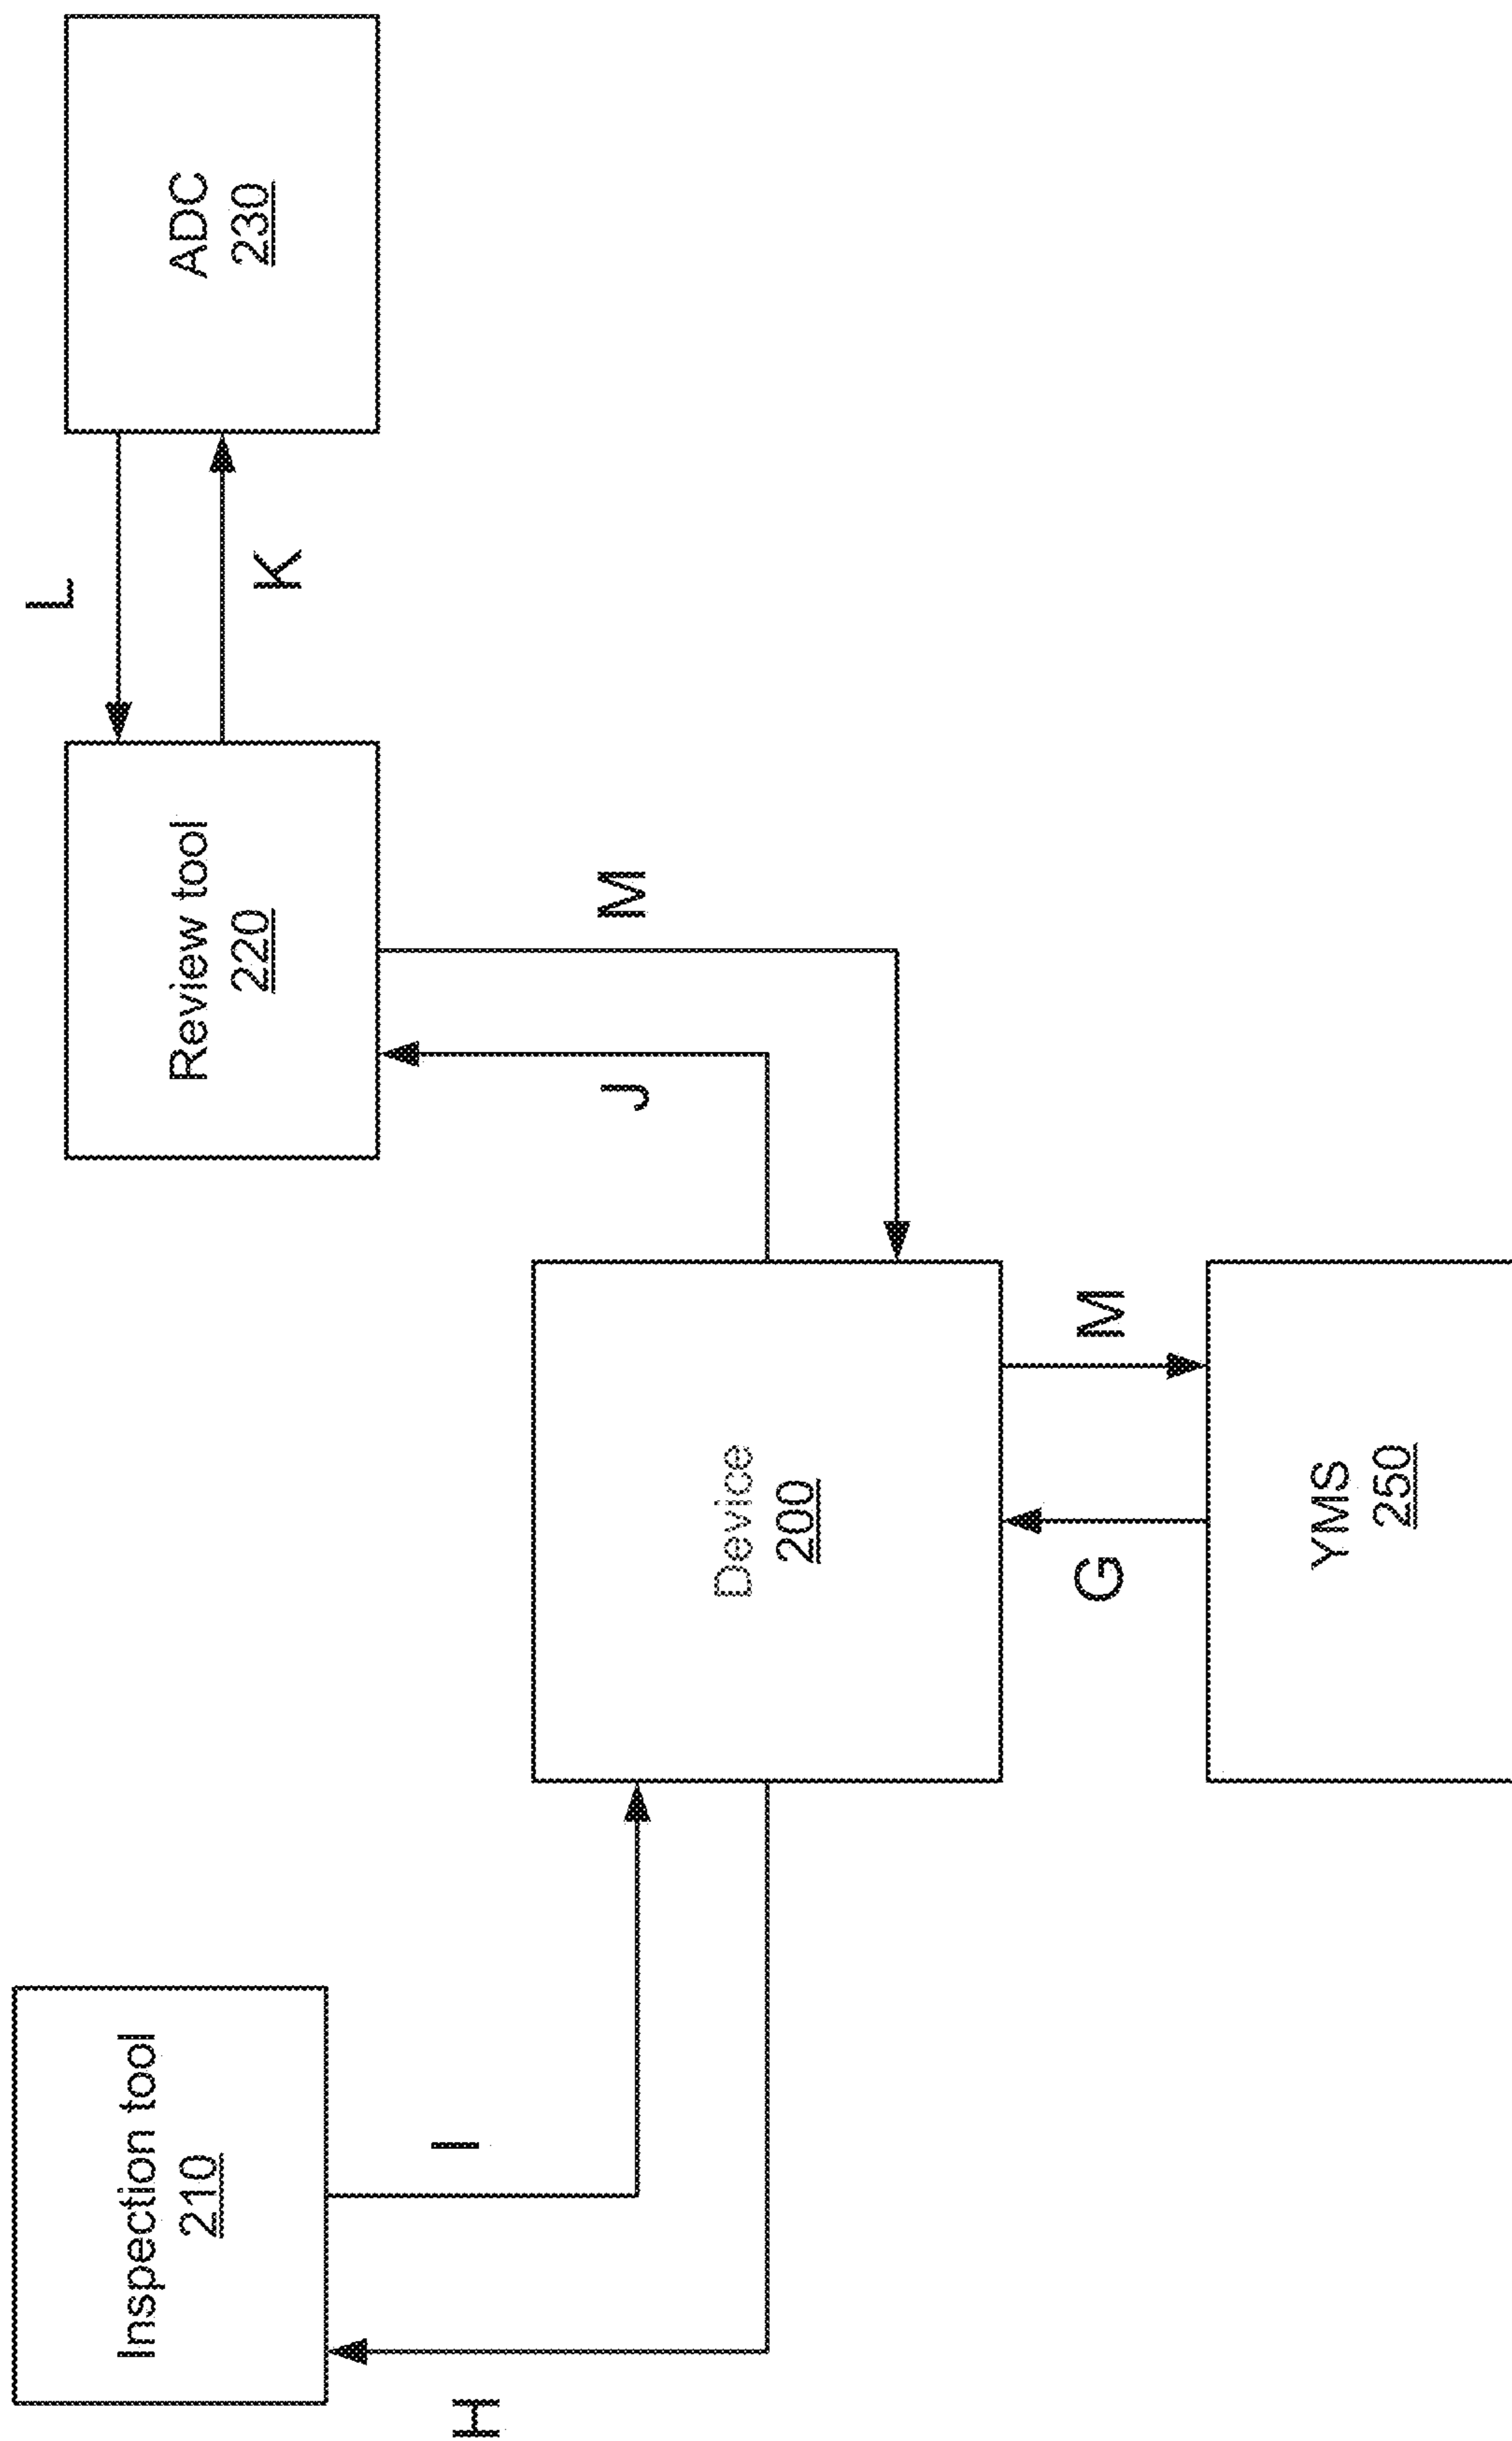 Inspection tool
210
H
I
Device
200
G
M
YMS
250
J
M
Review tool
220
L
K
ADC
230